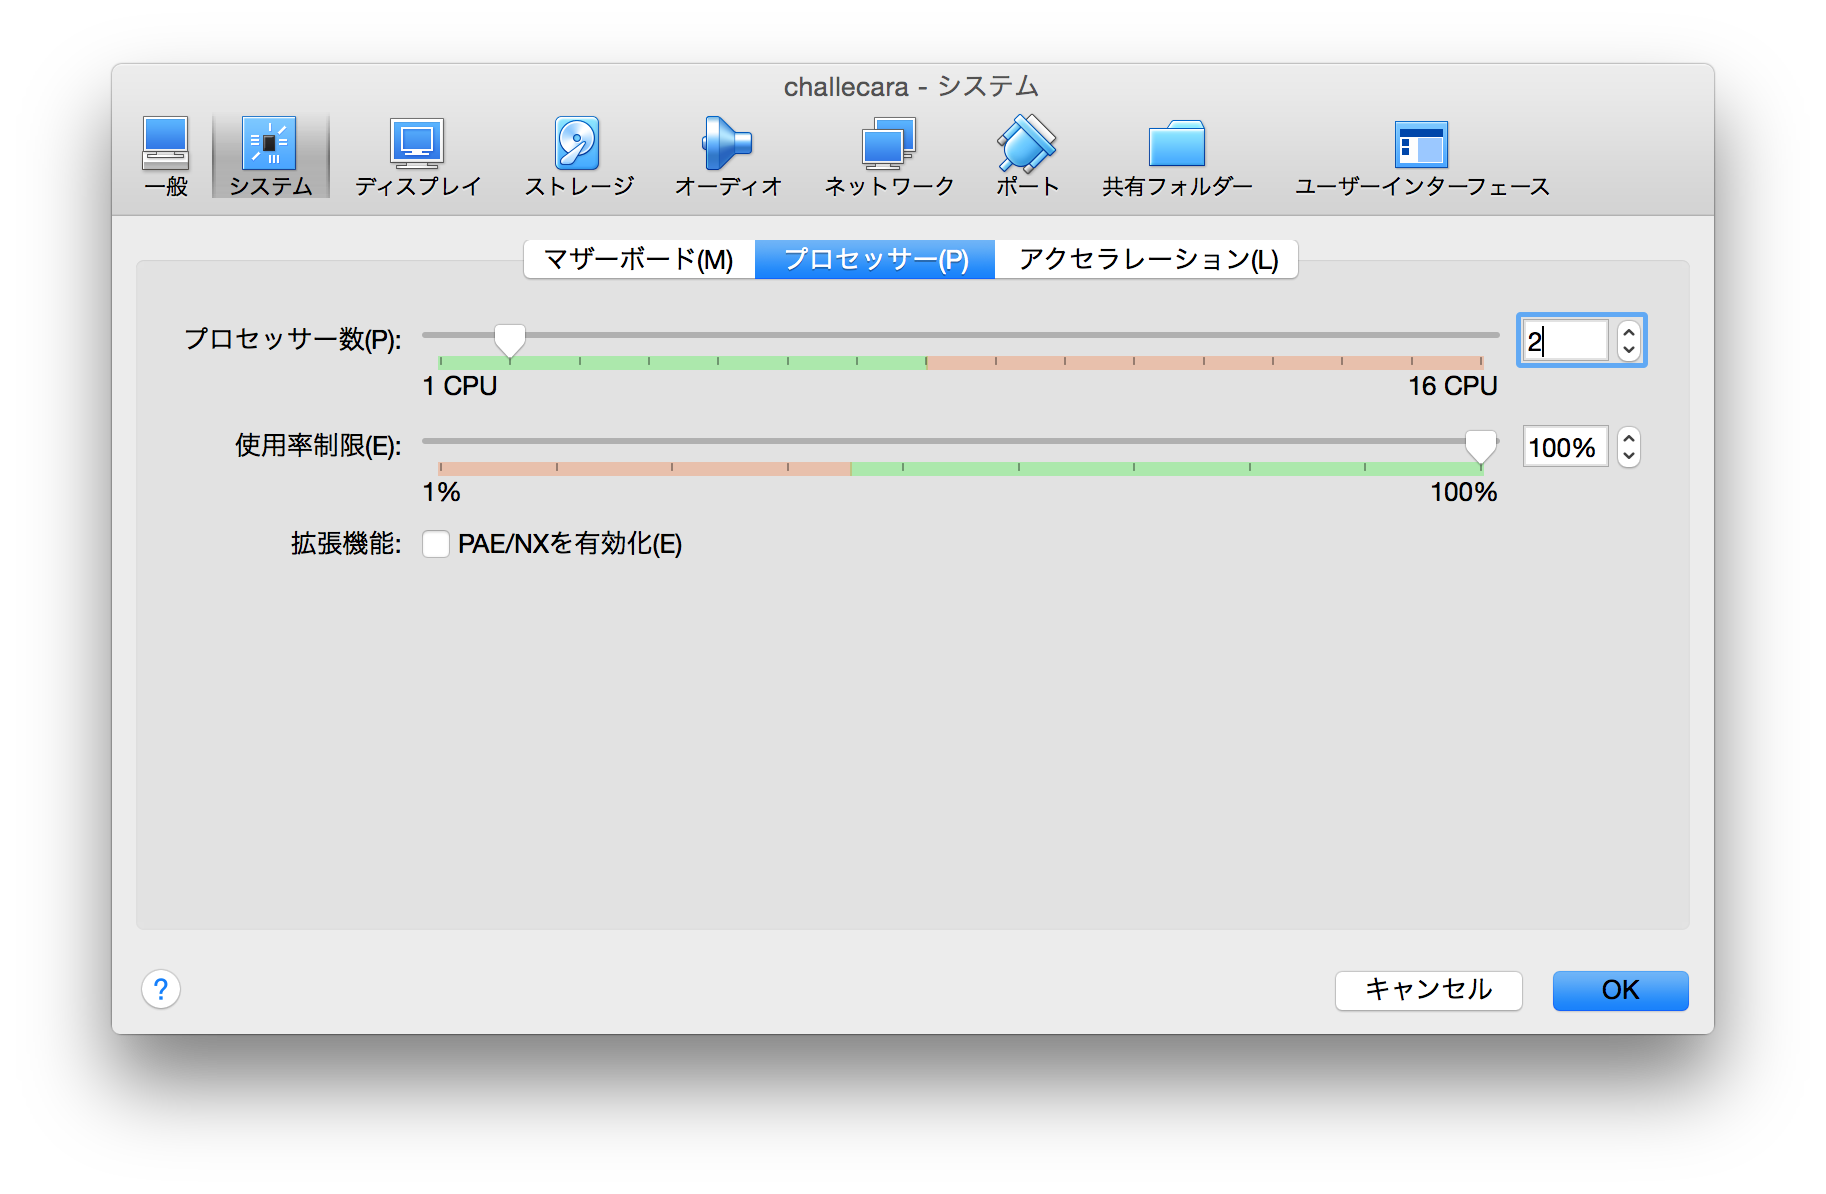 challecara - システム
一般
システム
ディスプレイ
ストレージ
オーディオ
ネットワーク
ポート
共有フォルダー
ユーザーインターフェース
マザーボード(M)
プロセッサー(P)
アクセラレーション(L)
プロセッサー数(P):
2
1 CPU
16 CPU
使用率制限(E):
100%
1%
100%
拡張機能:
PAE/NXを有効化(E)
?
キャンセル
OK